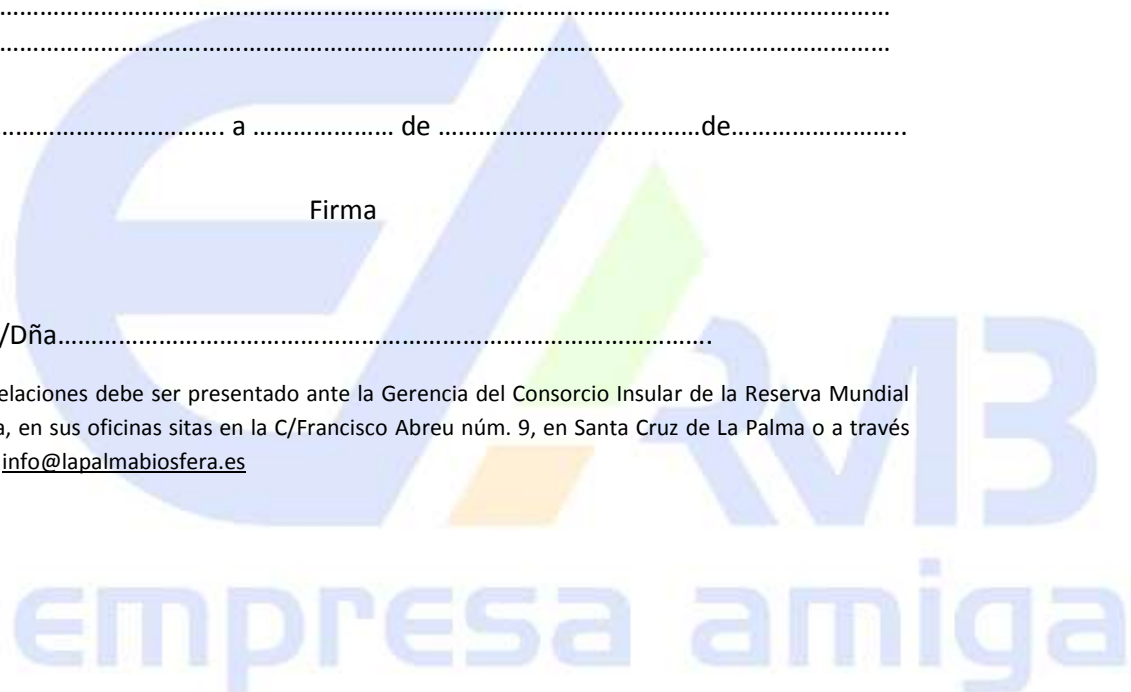 ……………………………………………………………………………………………………………………
……………………………………………………………………………………………………………………
……………………………. a ………………… de …………………………………de……………………..
Firma
/Dña…………………………………………………………………………………….
elaciones debe ser presentado ante la Gerencia del Consorcio Insular de la Reserva Mundial
a, en sus oficinas sitas en la C/Francisco Abreu núm. 9, en Santa Cruz de La Palma o a través
info@lapalmabiosfera.es
RMB
empresa amiga